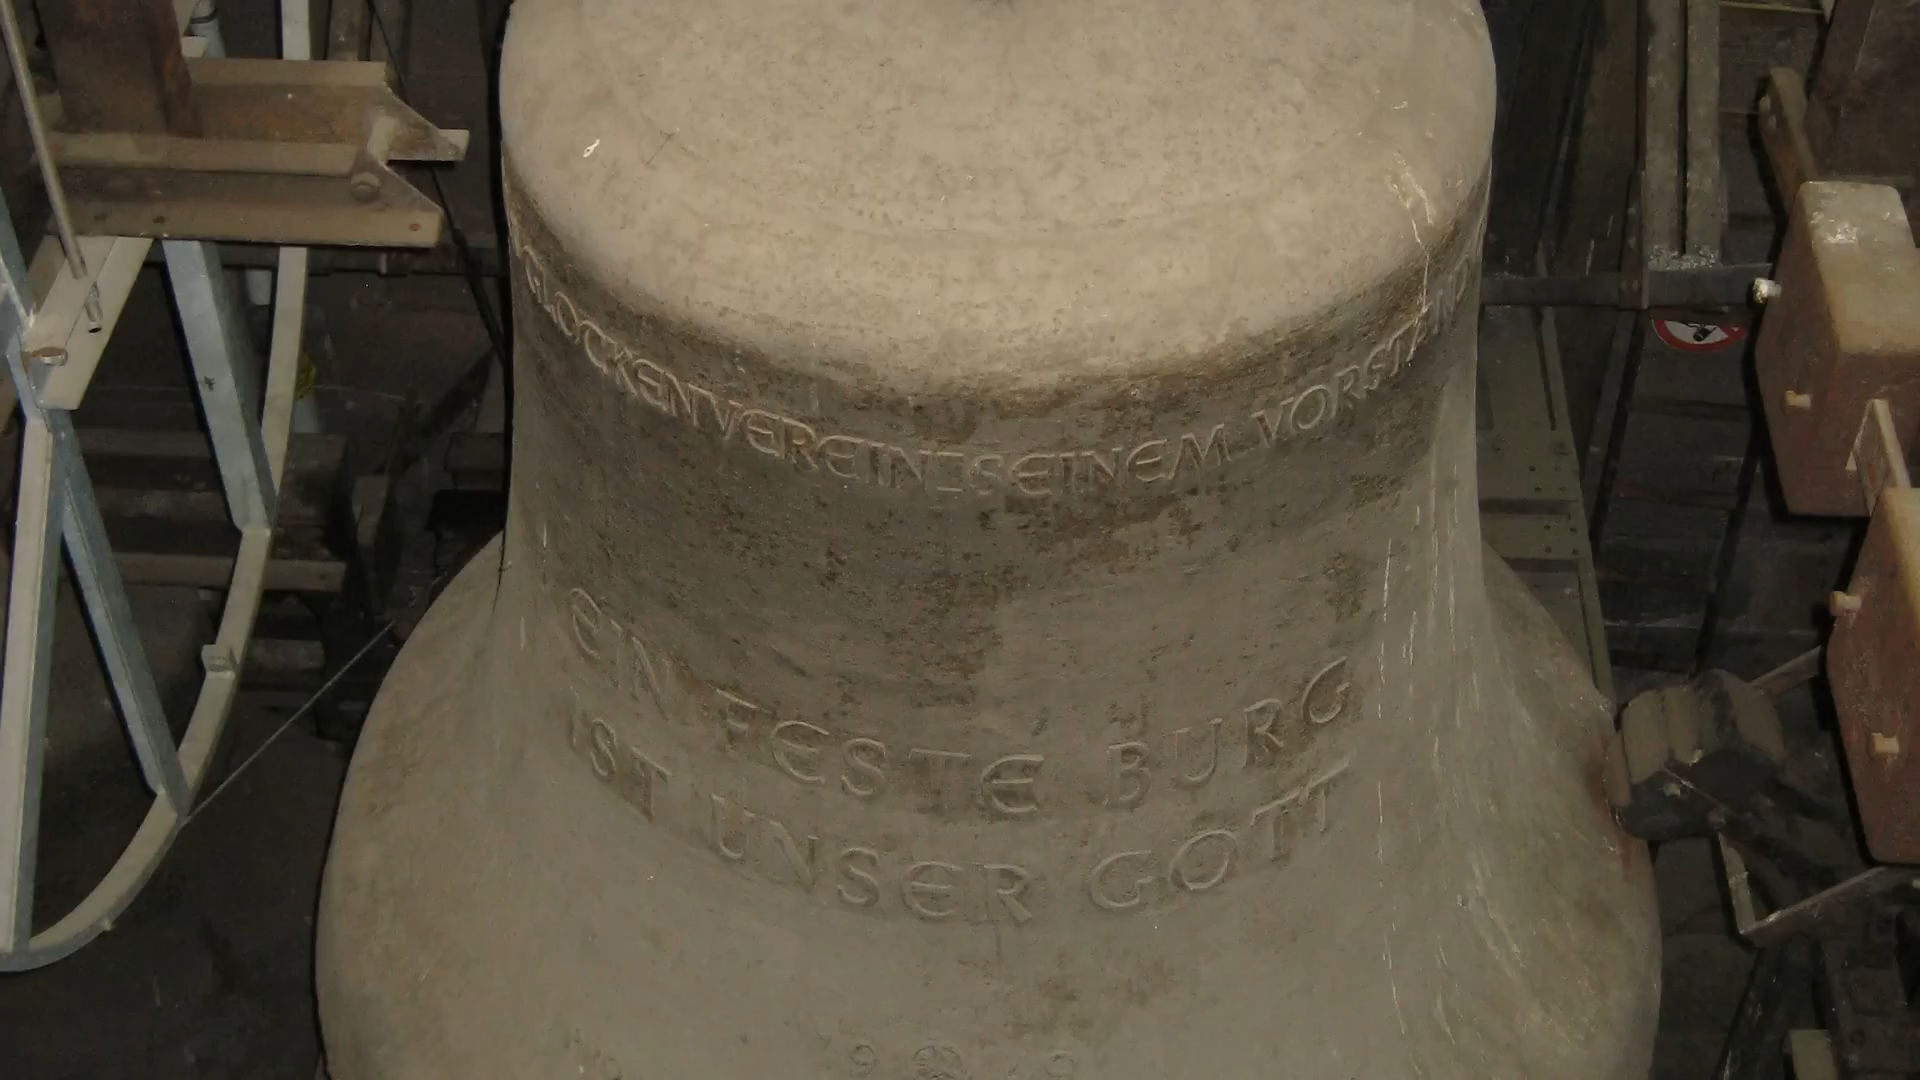 GLOCKENVEREIN SEINEM VORSTAND
EIN FESTE BURG
IST UNSER GOTT